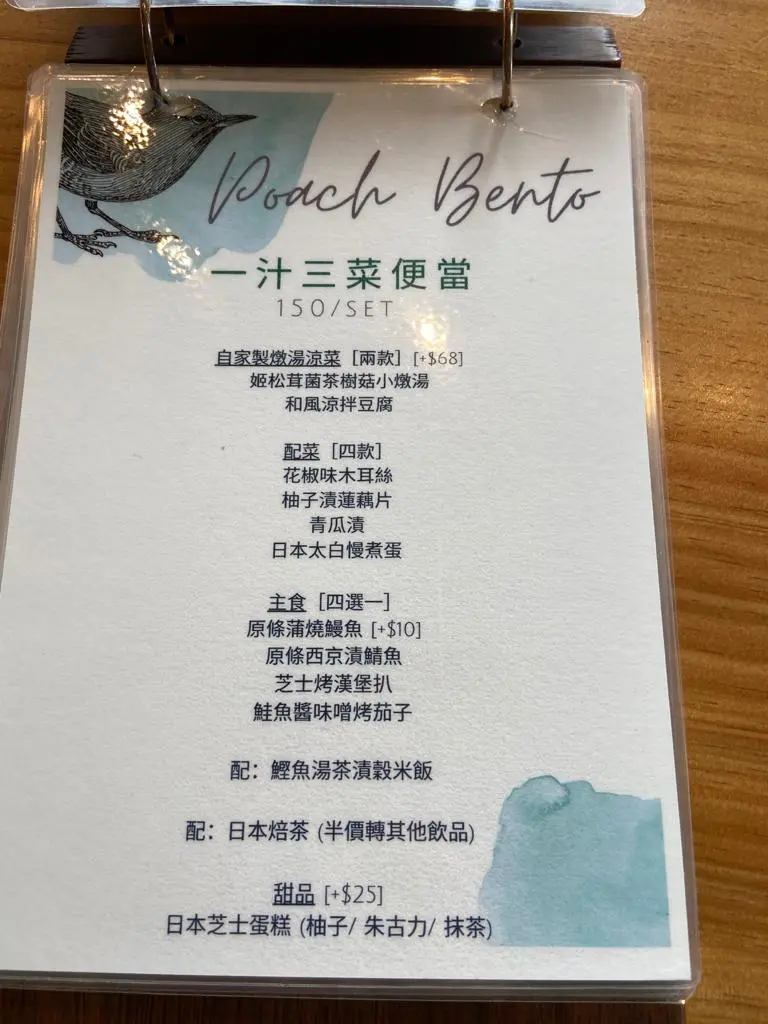 Poach Bento
一汁三菜便當
150/SET
自家製燉湯涼菜 [兩款] [+$68]
姬松茸菌茶樹菇小燉湯
和風涼拌豆腐
配菜 [四款]
花椒味木耳絲
柚子漬蓮藕片
青瓜漬
日本太白慢煮蛋
主食 [四選一]
原條蒲燒鰻魚 [+$10]
原條西京漬鯖魚
芝士烤漢堡扒
鮭魚醬味噌烤茄子
配：鰹魚湯茶漬穀米飯
配：日本焙茶 (半價轉其他飲品)
甜品 [+$25]
日本芝士蛋糕 (柚子/ 朱古力/ 抹茶)